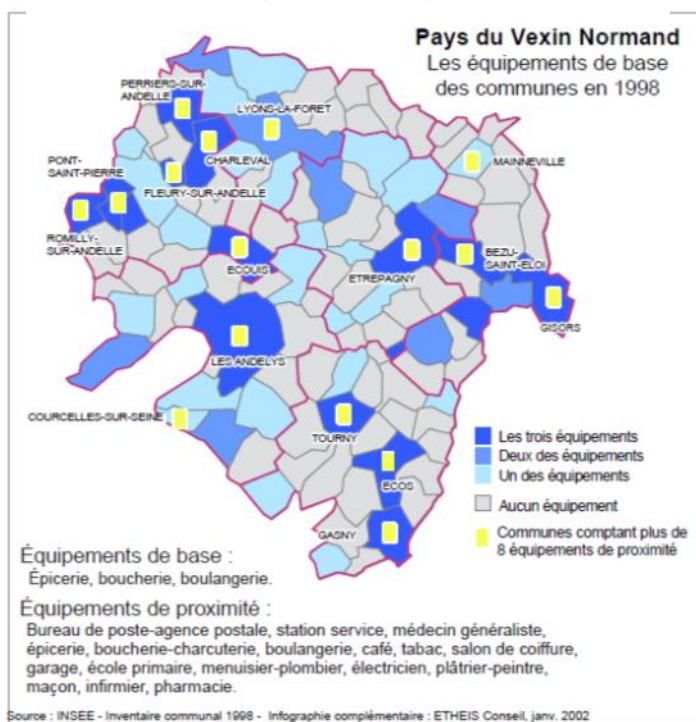 Pays du Vexin Normand
Les équipements de base
des communes en 1998
PERRIERS-SUR-
ANDELLE
LYONS-LA-FORET
CHARLEVAL
MAINNEVILLE
PONT-
SAINT-PIERRE
FLEURY-SUR-ANDELLE
ROMILLY-
SUR-ANDELLE
ECOUIS
ETREPAGNY
BEZU-
SAINT-ELOI
GISORS
LES ANDELYS
COURCELLES-SUR-SEINE
TOURNY
ECOS
GASNY
Les trois équipements
Deux des équipements
Un des équipements
Aucun équipement
Communes comptant plus de
8 équipements de proximité
Équipements de base :
Épicerie, boucherie, boulangerie.
Équipements de proximité :
Bureau de poste-agence postale, station service, médecin généraliste,
épicerie, boucherie-charcuterie, boulangerie, café, tabac, salon de coiffure,
garage, école primaire, menuisier-plombier, électricien, plâtrier-peintre,
maçon, infirmier, pharmacie.
Source : INSEE - Inventaire communal 1998 - Infographie complémentaire : ETHEIS Conseil, janv. 2002